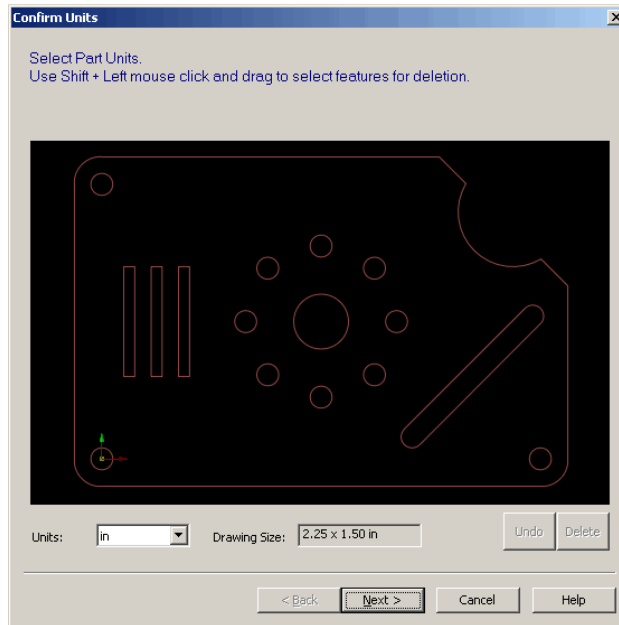 Confirm Units
Select Part Units.
Use Shift + Left mouse click and drag to select features for deletion.
Units: in Drawing Size: 2.25 x 1.50 in Undo Delete
< Back Next > Cancel Help